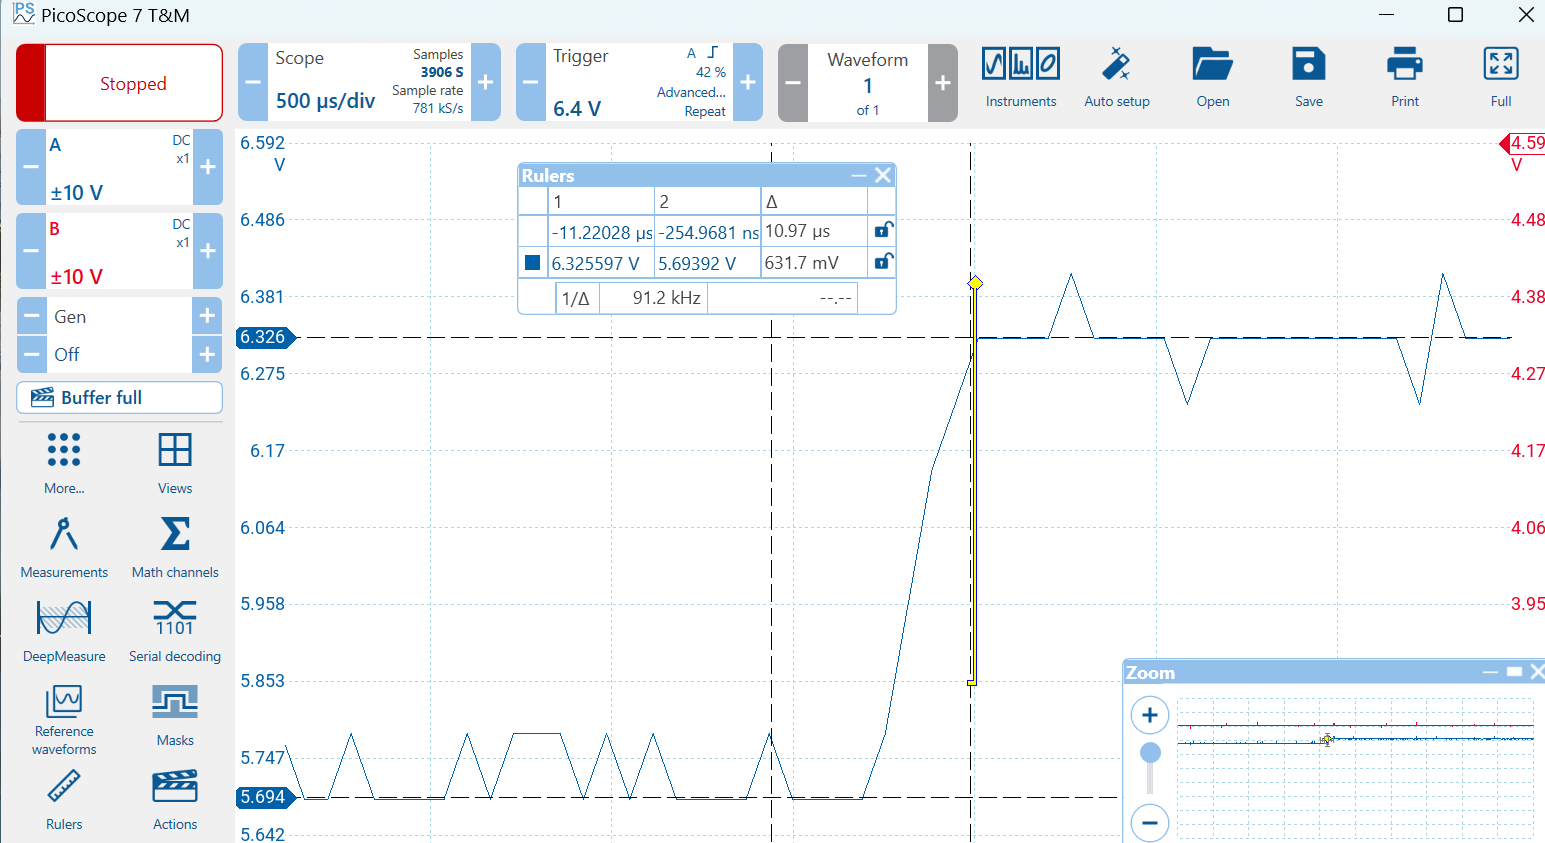 PS PicoScope 7 T&M
Stopped
Scope
500 µs/div
Samples
3906 S
Sample rate
781 kS/s
Trigger
6.4 V
A
42 %
Advanced...
Repeat
Waveform
1
of 1
Instruments
Auto setup
Open
Save
Print
Full
A
DC
x1
±10 V
B
DC
x1
±10 V
Gen
Off
Buffer full
More...
Views
Measurements
Math channels
DeepMeasure
1101
Serial decoding
Reference
waveforms
Masks
Rulers
Actions
6.592
V
6.486
6.381
6.326
6.275
6.17
6.064
5.958
5.853
5.747
5.694
5.642
Rulers
1 2 Δ
-11.22028 µs -254.9681 ns 10.97 µs
6.325597 V 5.69392 V 631.7 mV
1/Δ 91.2 kHz --.--
4.59
V
4.48
4.38
4.27
4.17
4.06
3.95
Zoom